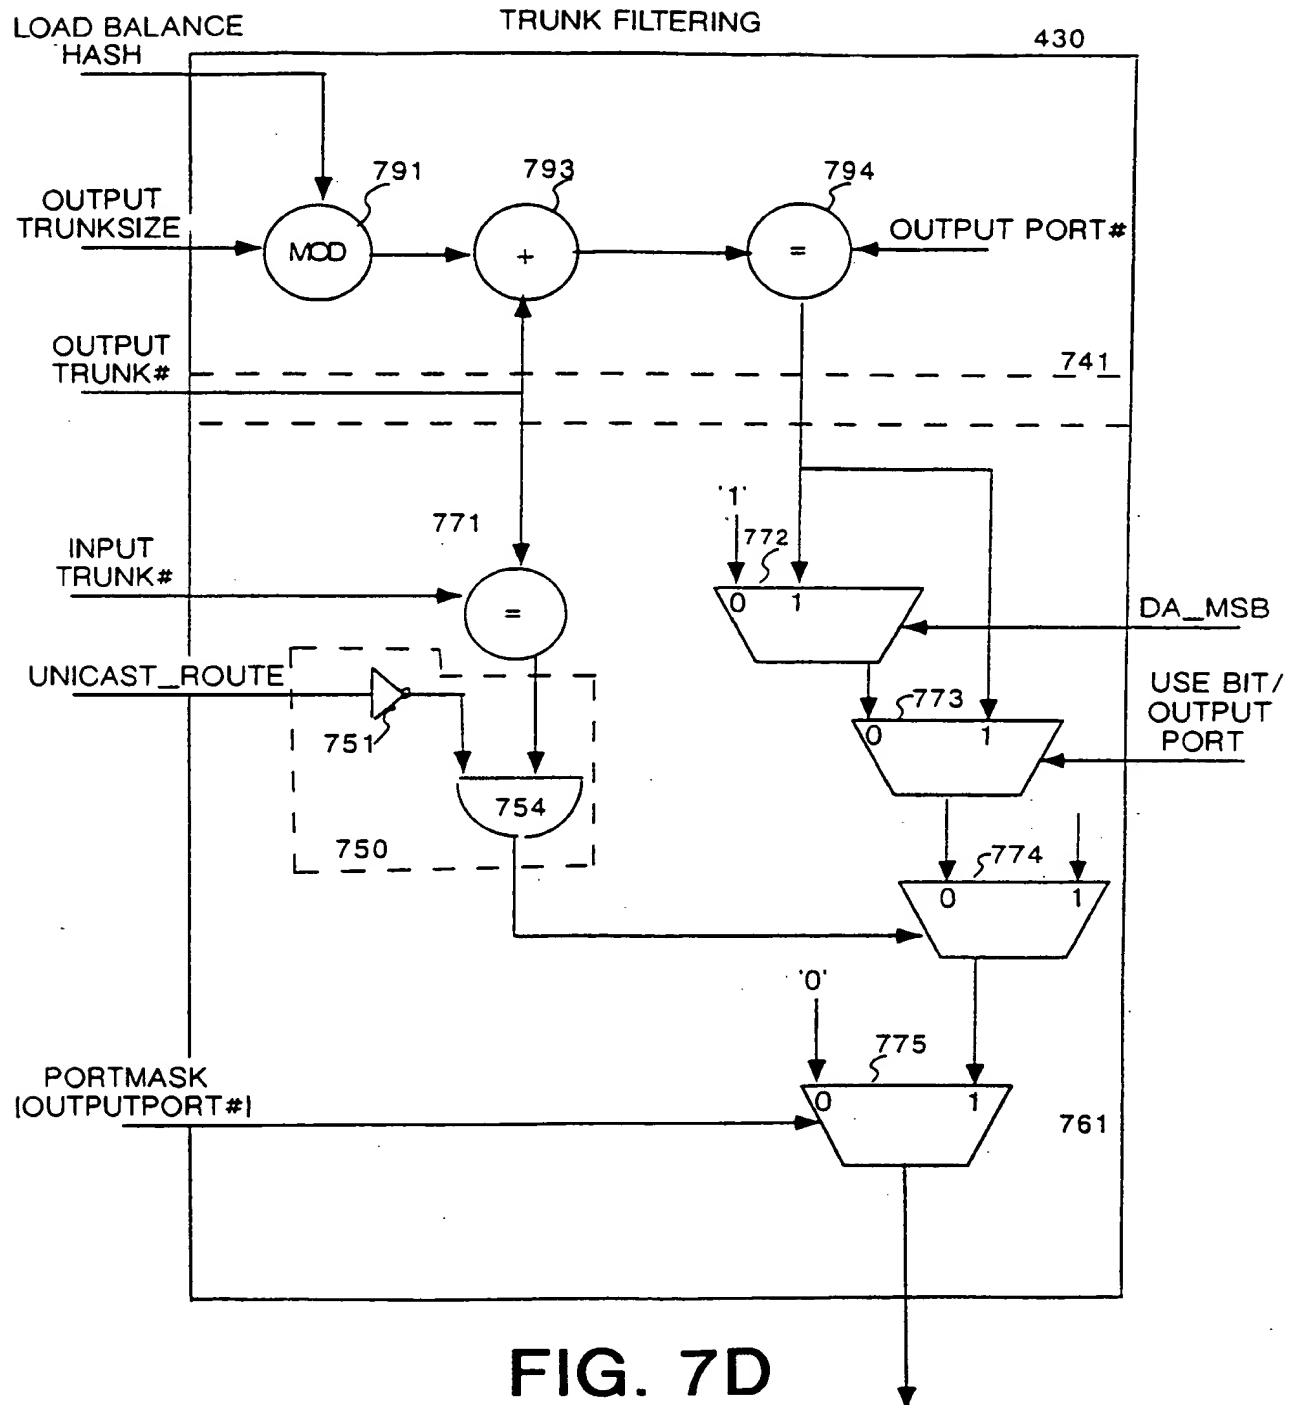 TRUNK FILTERING
LOAD BALANCE
HASH
430
791
793
794
OUTPUT
TRUNKSIZE
MOD
+
=
OUTPUT PORT#
OUTPUT
TRUNK#
741
'1'
771
772
INPUT
TRUNK#
=
0 1
DA_MSB
UNICAST_ROUTE
751
773
0 1
USE BIT/
OUTPUT
PORT
754
750
774
0 1
'0'
775
PORTMASK
|OUTPUTPORT#|
0 1
761
FIG. 7D